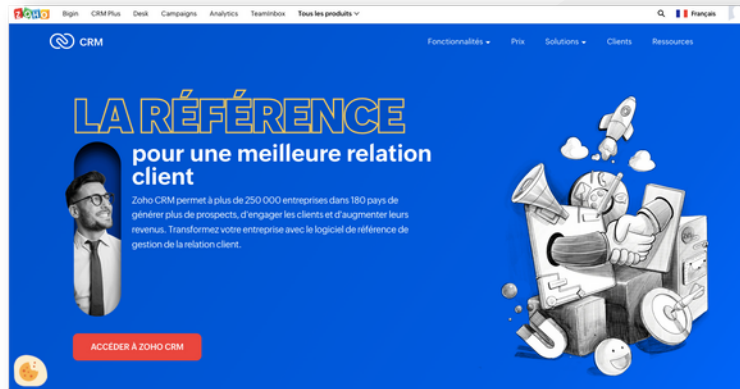 ZOHO Bigin CRM Plus Desk Campaigns Analytics TeamInbox Tous les produits Français
CRM Fonctionnalités Prix Solutions Clients Ressources
LA RÉFÉRENCE
pour une meilleure relation
client
Zoho CRM permet à plus de 250 000 entreprises dans 180 pays de
générer plus de prospects, d'engager les clients et d'augmenter leurs
revenus. Transformez votre entreprise avec le logiciel de référence de
gestion de la relation client.
ACCÉDER À ZOHO CRM